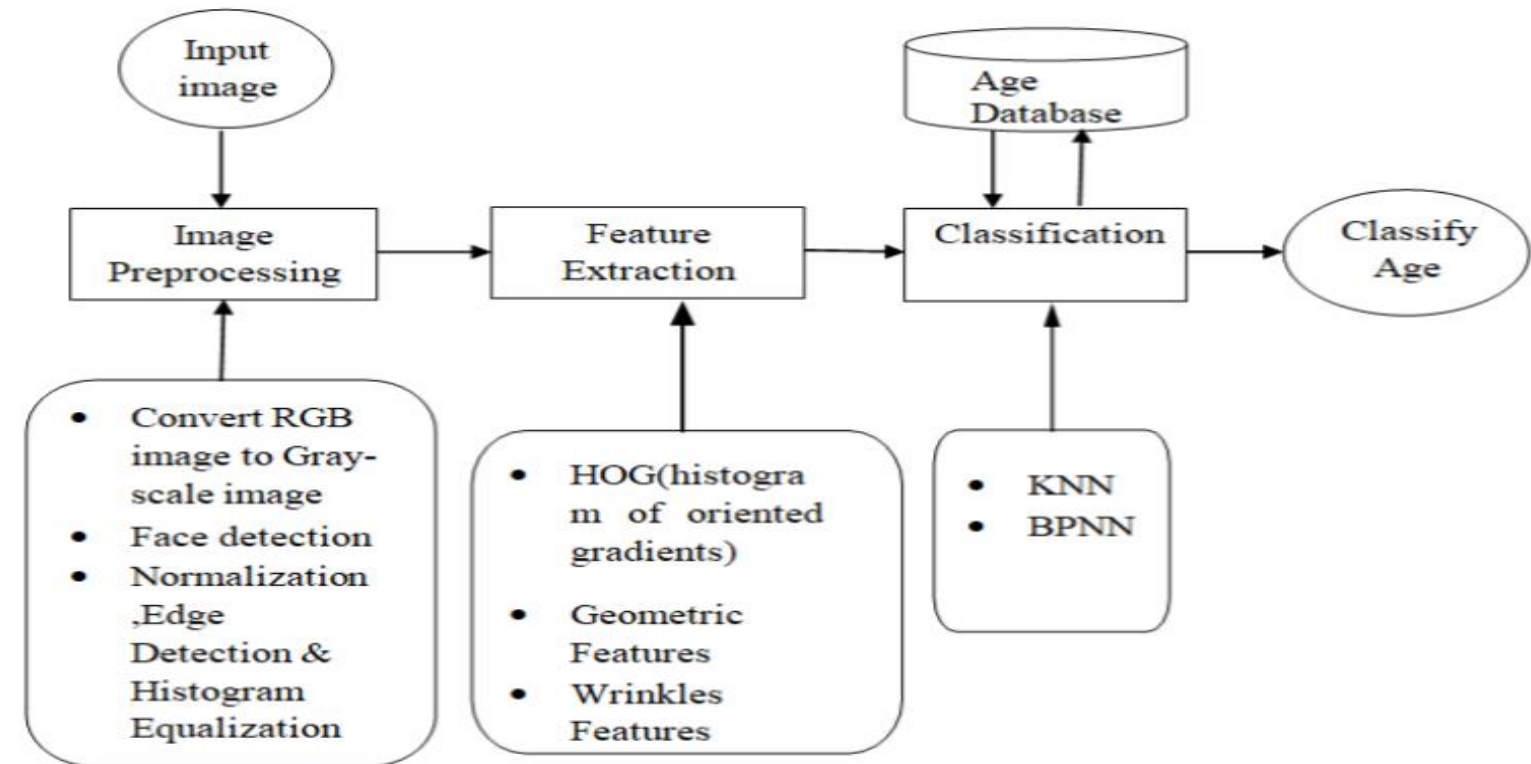 Input
image
Age
Database
Image
Preprocessing
Feature
Extraction
Classification
Classify
Age
• Convert RGB
image to Gray-
scale image
• Face detection
• Normalization
,Edge
Detection &
Histogram
Equalization
• HOG(histogra
m of oriented
gradients)
• Geometric
Features
• Wrinkles
Features
• KNN
• BPNN